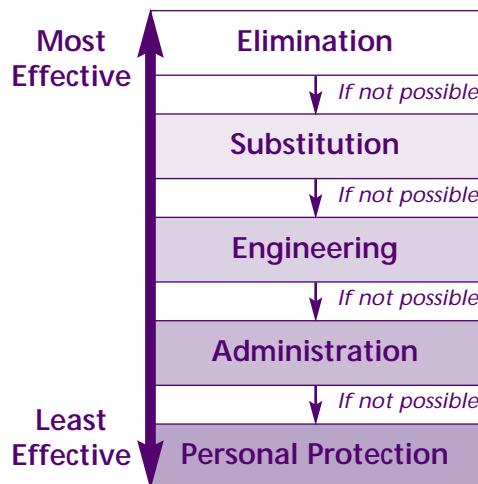 Most
Effective
Elimination
If not possible
Substitution
If not possible
Engineering
If not possible
Administration
If not possible
Least
Effective
Personal Protection